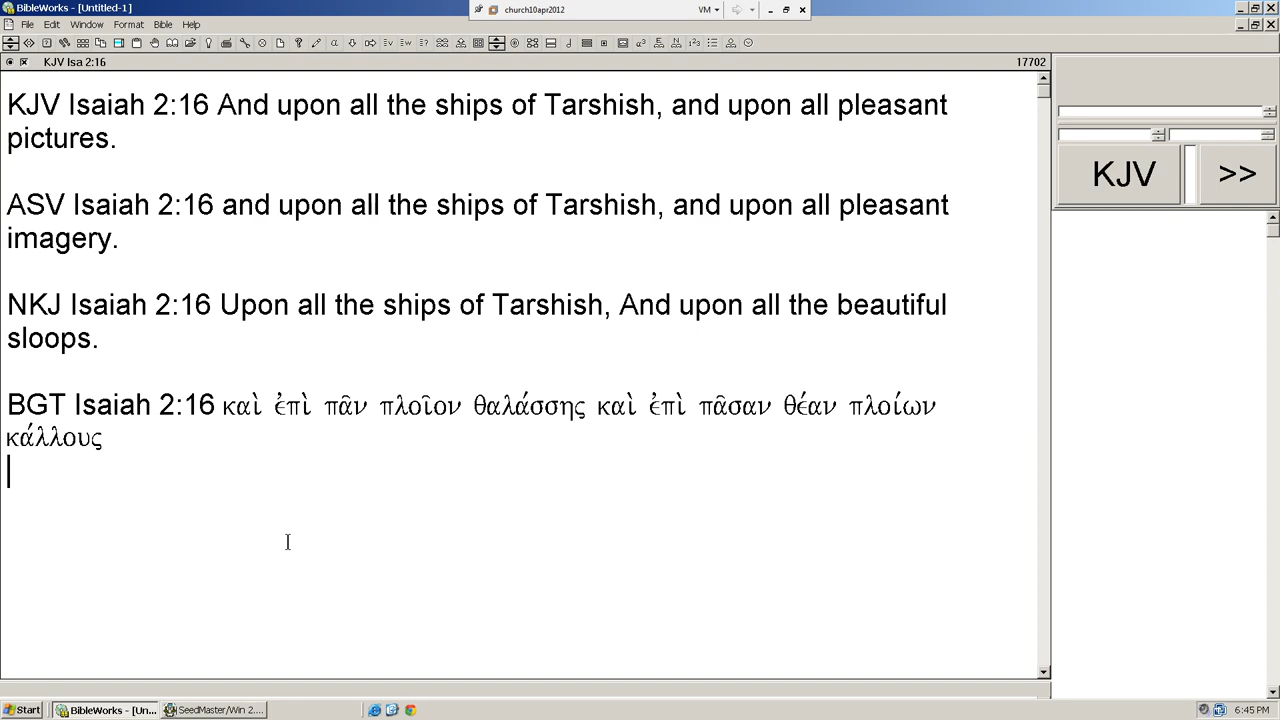 BibleWorks - [Untitled-1]
church10apr2012
VM
File Edit Window Format Bible Help
KJV Isa 2:16
17702
KJV Isaiah 2:16 And upon all the ships of Tarshish, and upon all pleasant
pictures.
ASV Isaiah 2:16 and upon all the ships of Tarshish, and upon all pleasant
imagery.
NKJ Isaiah 2:16 Upon all the ships of Tarshish, And upon all the beautiful
sloops.
BGT Isaiah 2:16 καὶ ἐπὶ πᾶν πλοῖον θαλάσσης καὶ ἐπὶ πᾶσαν θέαν πλοίων
κάλλους
KJV
>>
Start
BibleWorks - [Un...
SeedMaster/Win 2....
6:45 PM